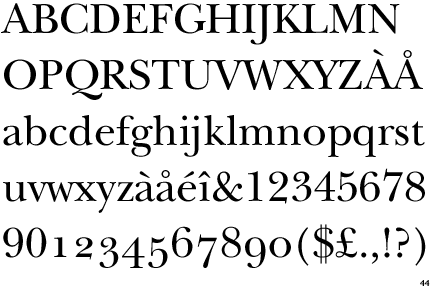 ABCDEFGHIJKLMN
OPQRSTUVWXYZÀÅ
abcdefghijklmnopqrst
uvwxyzàåéî&12345678
901234567890($£.,!?)
44